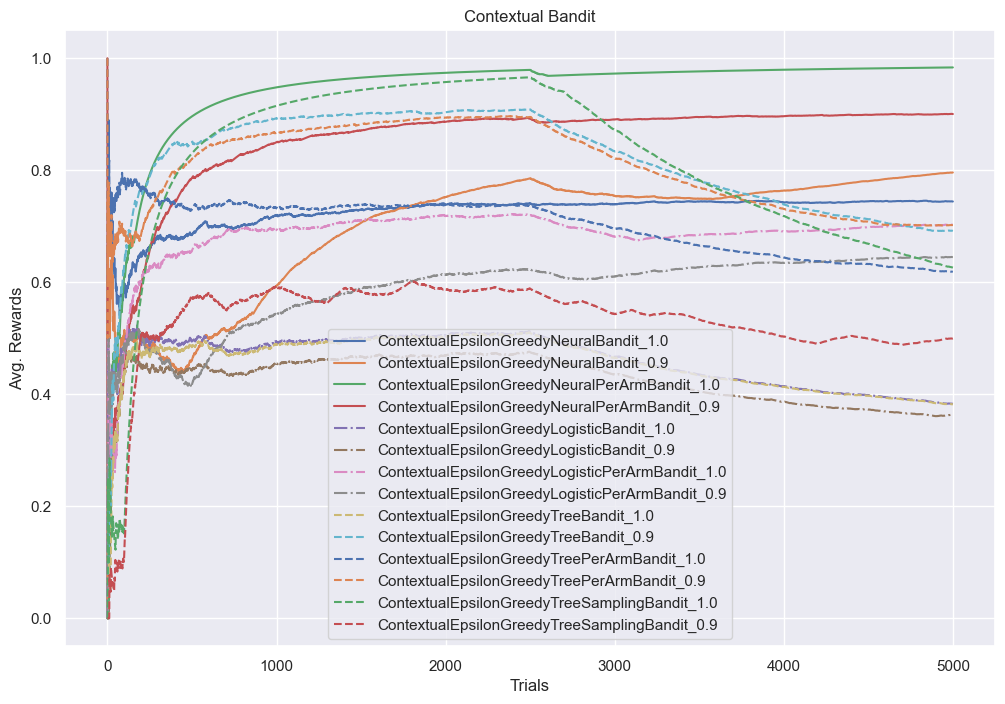 Contextual Bandit
Avg. Rewards
1.0
0.8
0.6
0.4
0.2
0.0
ContextualEpsilonGreedyNeuralBandit_1.0
ContextualEpsilonGreedyNeuralBandit_0.9
ContextualEpsilonGreedyNeuralPerArmBandit_1.0
ContextualEpsilonGreedyNeuralPerArmBandit_0.9
ContextualEpsilonGreedyLogisticBandit_1.0
ContextualEpsilonGreedyLogisticBandit_0.9
ContextualEpsilonGreedyLogisticPerArmBandit_1.0
ContextualEpsilonGreedyLogisticPerArmBandit_0.9
ContextualEpsilonGreedyTreeBandit_1.0
ContextualEpsilonGreedyTreeBandit_0.9
ContextualEpsilonGreedyTreePerArmBandit_1.0
ContextualEpsilonGreedyTreePerArmBandit_0.9
ContextualEpsilonGreedyTreeSamplingBandit_1.0
ContextualEpsilonGreedyTreeSamplingBandit_0.9
0 1000 2000 3000 4000 5000
Trials